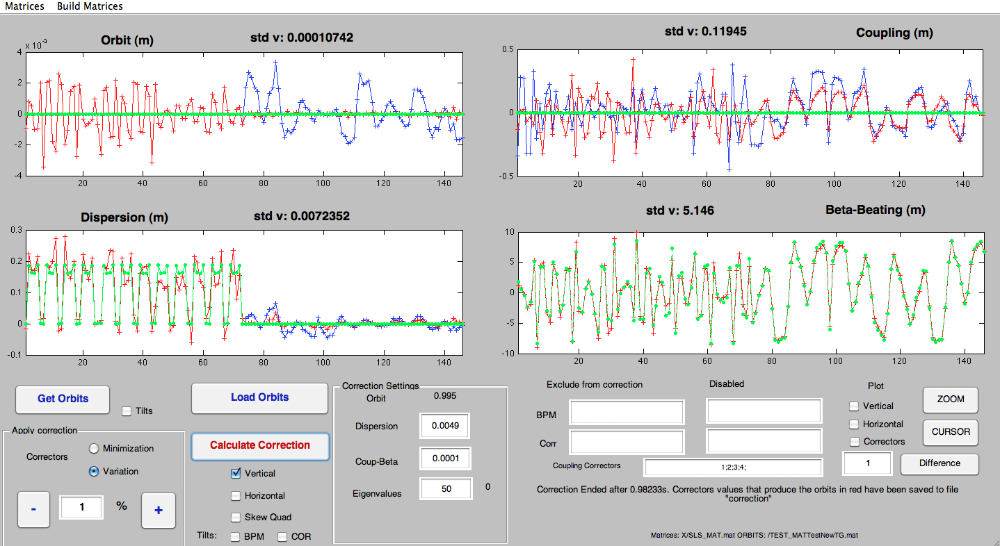 Matrices Build Matrices
Orbit (m) std v: 0.00010742
x 10⁻³
4
2
0
-2
-4
20 40 60 80 100 120 140
std v: 0.11945 Coupling (m)
0.5
0
-0.5
20 40 60 80 100 120 140
Dispersion (m) std v: 0.0072352
0.3
0.2
0.1
0
-0.1
20 40 60 80 100 120 140
std v: 5.146 Beta-Beating (m)
10
5
0
-5
-10
20 40 60 80 100 120 140
Get Orbits
Tilts
Apply correction
Correctors
Minimization
Variation
-
1
%
+
Load Orbits
Calculate Correction
Vertical
Horizontal
Skew Quad
Tilts: BPM COR
Correction Settings
Orbit 0.995
Dispersion 0.0049
Coup-Beta 0.0001
Eigenvalues 50 0
Exclude from correction Disabled
BPM
Corr
Coupling Correctors 1;2;3;4;
Plot
Vertical
Horizontal
Correctors
1
ZOOM
CURSOR
Difference
Correction Ended after 0.98233s. Correctors values that produce the orbits in red have been saved to file
"correction"
Matrices: X/SLS_MAT.mat ORBITS: /TEST_MATTestNewTG.mat